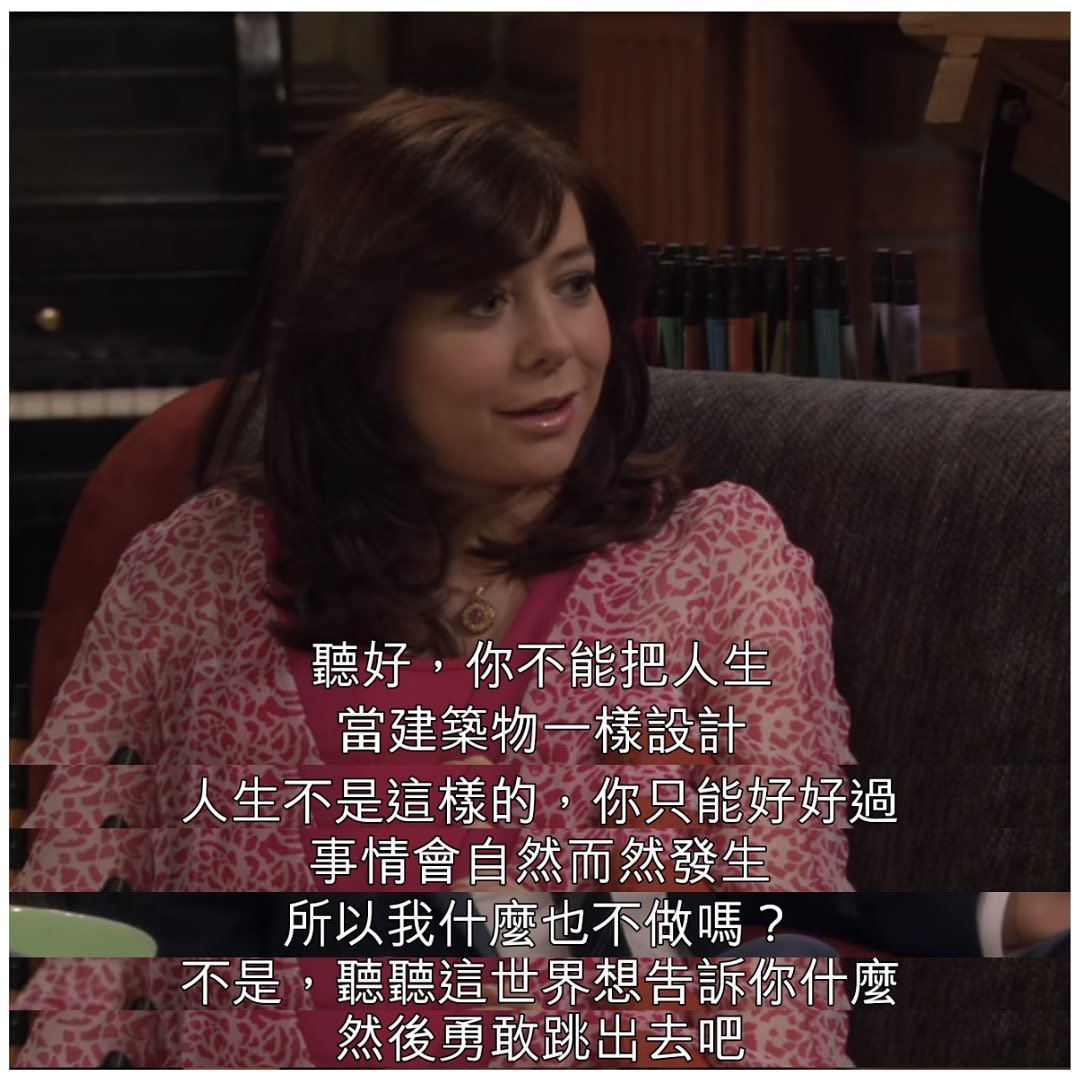 聽好，你不能把人生
當建築物一樣設計
人生不是這樣的，你只能好好過
事情會自然而然發生
所以我什麼也不做嗎？
不是，聽聽這世界想告訴你什麼
然後勇敢跳出去吧